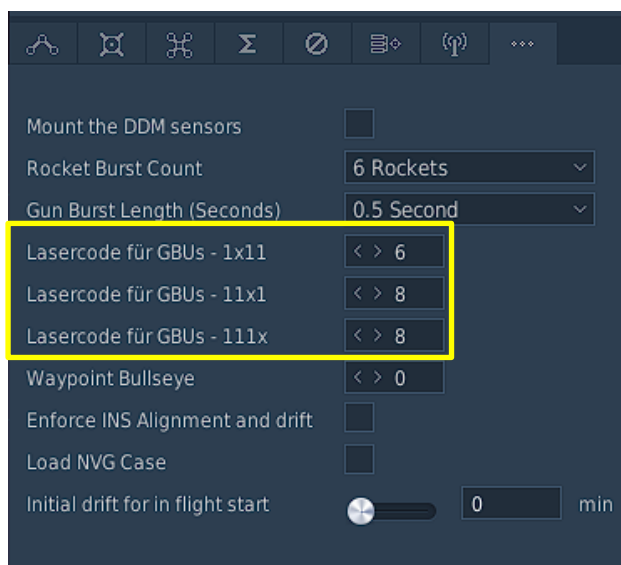 Mount the DDM sensors
Rocket Burst Count 6 Rockets
Gun Burst Length (Seconds) 0.5 Second
Lasercode für GBUs - 1x11 < > 6
Lasercode für GBUs - 11x1 < > 8
Lasercode für GBUs - 111x < > 8
Waypoint Bullseye < > 0
Enforce INS Alignment and drift
Load NVG Case
Initial drift for in flight start 0 min